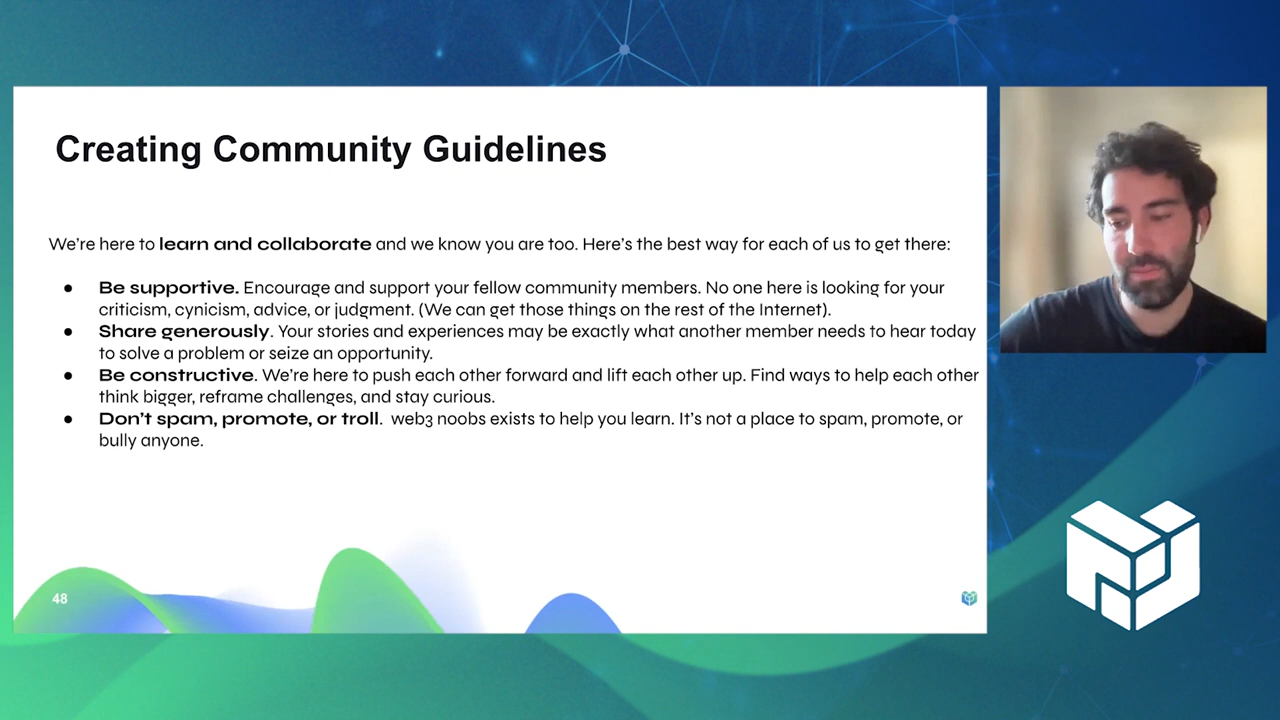 Creating Community Guidelines
We're here to learn and collaborate and we know you are too. Here's the best way for each of us to get there:
● Be supportive. Encourage and support your fellow community members. No one here is looking for your
criticism, cynicism, advice, or judgment. (We can get those things on the rest of the Internet).
● Share generously. Your stories and experiences may be exactly what another member needs to hear today
to solve a problem or seize an opportunity.
● Be constructive. We're here to push each other forward and lift each other up. Find ways to help each other
think bigger, reframe challenges, and stay curious.
● Don't spam, promote, or troll. web3 noobs exists to help you learn. It's not a place to spam, promote, or
bully anyone.
48